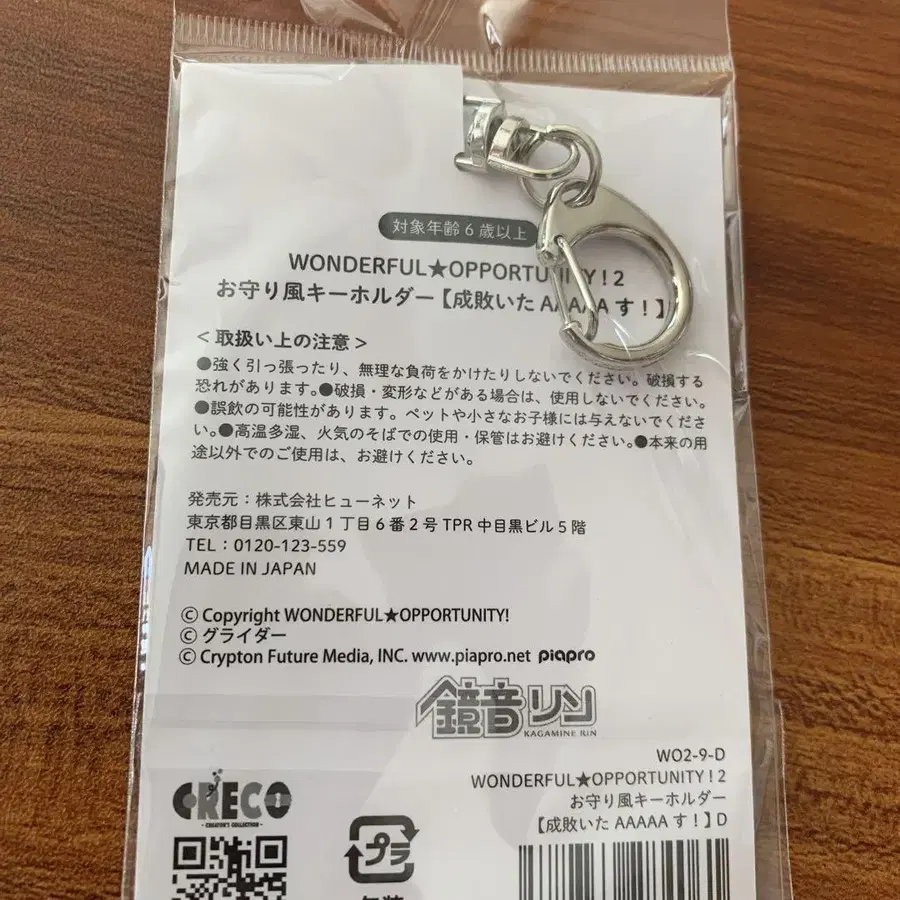 対象年齢6歳以上
WONDERFUL★OPPORTUNITY!2
お守り風キーホルダー【成敗いたAAAAAす!】
<取扱い上の注意>
●強く引っ張ったり、無理な負荷をかけたりしないでください。破損する
恐れがあります。●破損・変形などがある場合は、使用しないでください。
●誤飲の可能性があります。ペットや小さなお子様には与えないでくださ
い。●高温多湿、火気のそばでの使用・保管はお避けください。●本来の用
途以外でのご使用は、お避けください。
発売元:株式会社ヒューネット
東京都目黒区東山1丁目6番2号 TPR 中目黒ビル5階
TEL:0120-123-559
MADE IN JAPAN
© Copyright WONDERFUL★OPPORTUNITY!
© グライダー
© Crypton Future Media, INC. www.piapro.net piapro
鏡音リン
KAGAMINE RIN
WO2-9-D
WONDERFUL★OPPORTUNITY!2
お守り風キーホルダー
【成敗いた AAAAA す!】D
CRECO
- CREATOR'S COLLECTION -
プラ